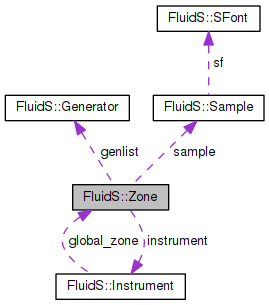 FluidS::SFont
sf
FluidS::Generator
FluidS::Sample
genlist
sample
FluidS::Zone
global_zone
instrument
FluidS::Instrument